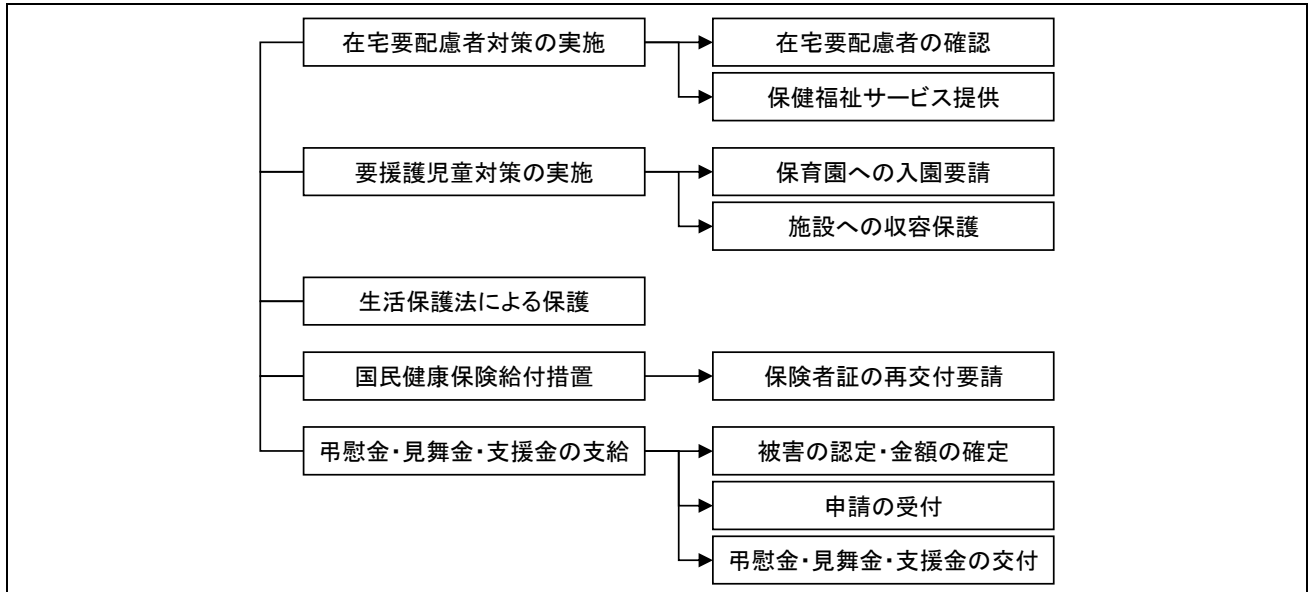 在宅要配慮者対策の実施
在宅要配慮者の確認
保健福祉サービス提供
要援護児童対策の実施
保育園への入園要請
施設への収容保護
生活保護法による保護
国民健康保険給付措置
保険者証の再交付要請
弔慰金・見舞金・支援金の支給
被害の認定・金額の確定
申請の受付
弔慰金・見舞金・支援金の交付